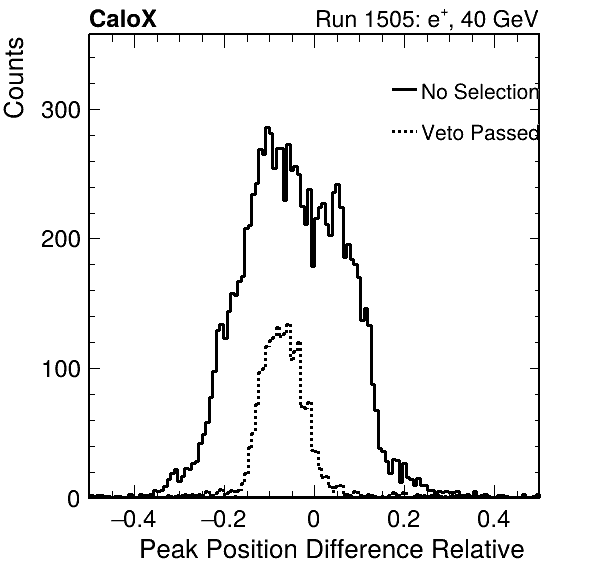 CaloX Run 1505: e⁺, 40 GeV
Counts
No Selection
Veto Passed
300
200
100
0
−0.4 −0.2 0 0.2 0.4
Peak Position Difference Relative